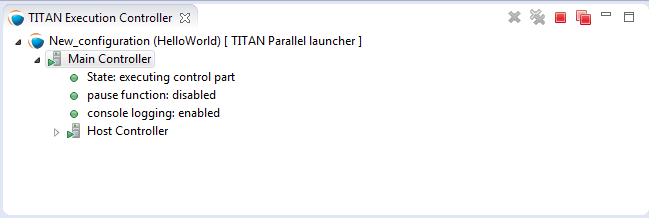 TITAN Execution Controller
New_configuration (HelloWorld) [ TITAN Parallel launcher ]
Main Controller
State: executing control part
pause function: disabled
console logging: enabled
Host Controller